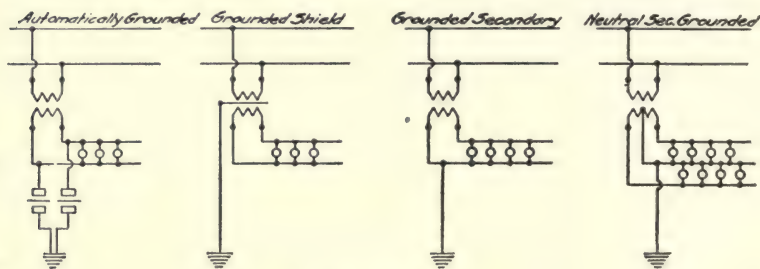 Automatically Grounded
Grounded Shield
Grounded Secondary
Neutral Sec. Grounded